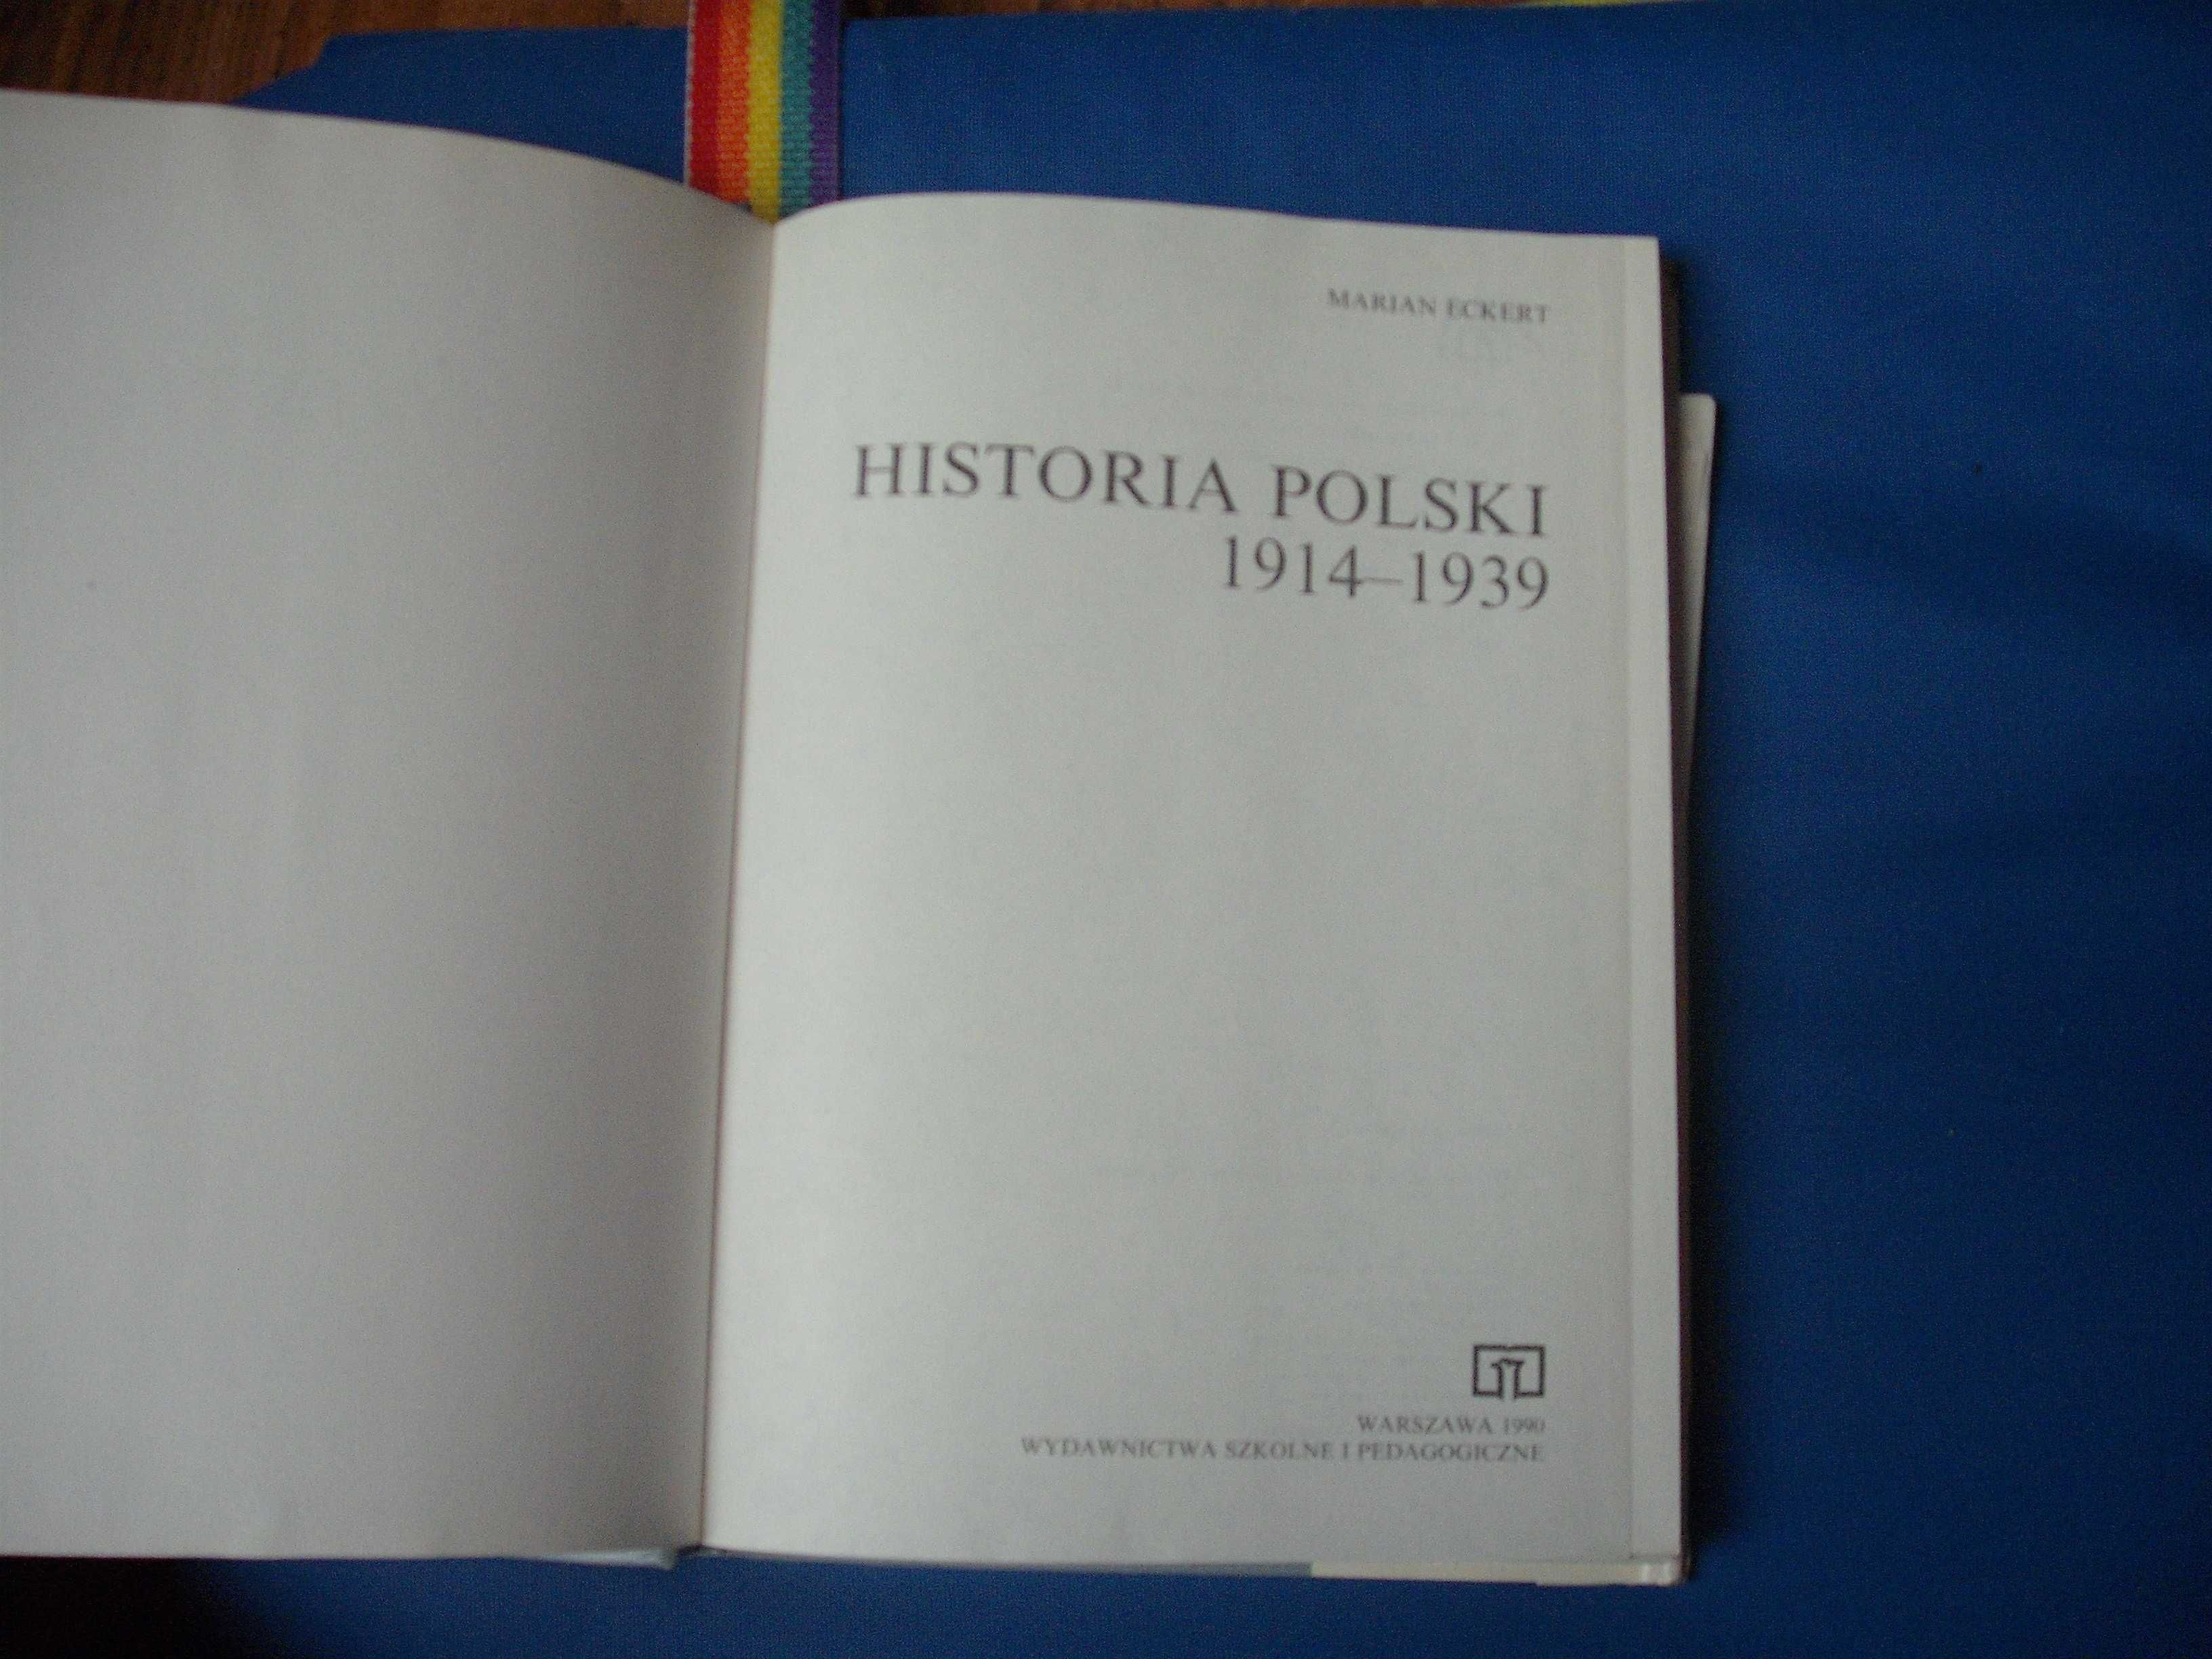 MARIAN ECKERT
HISTORIA POLSKI
1914–1939
WARSZAWA 1990
WYDAWNICTWA SZKOLNE I PEDAGOGICZNE